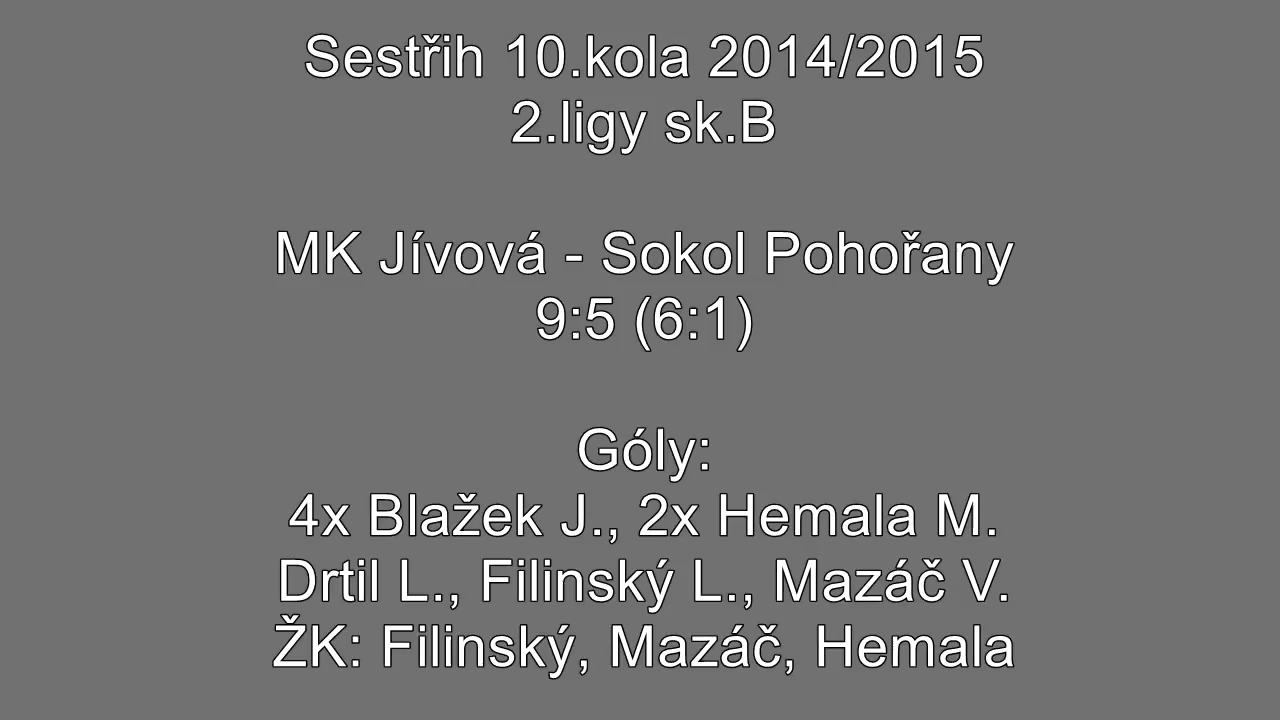 Sestřih 10.kola 2014/2015
2.ligy sk.B
MK Jívová - Sokol Pohořany
9:5 (6:1)
Góly:
4x Blažek J., 2x Hemala M.
Drtil L., Filinský L., Mazáč V.
ŽK: Filinský, Mazáč, Hemala